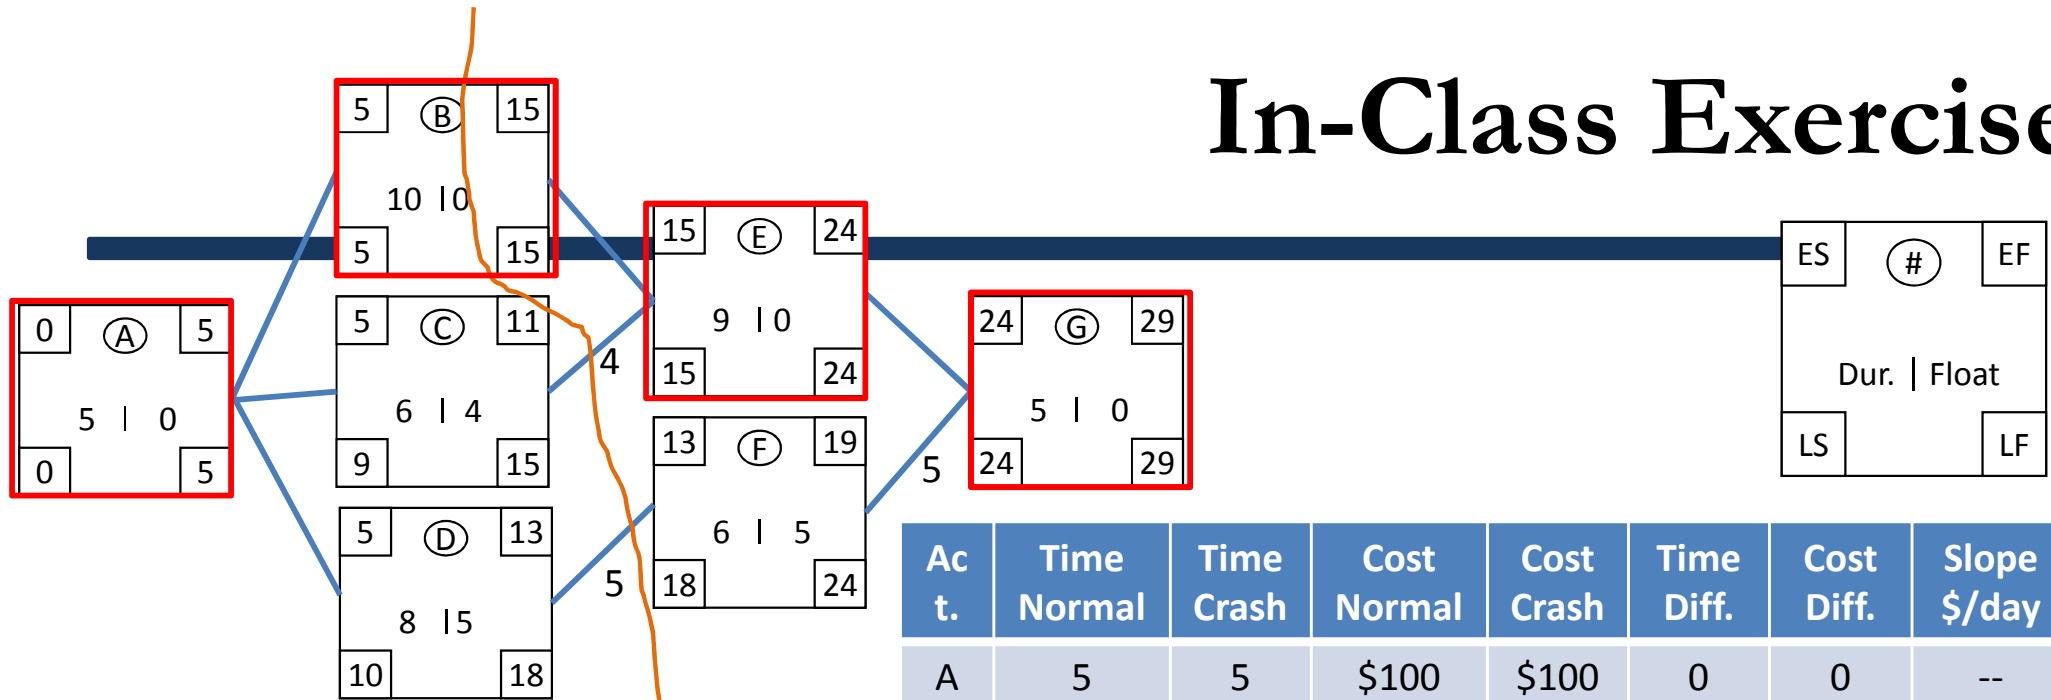 In-Class Exercise
5 B 15
10 | 0
5 15
0 A 5
5 | 0
0 5
5 C 11
6 | 4
9 15
4
5 D 13
8 | 5
10 18
5
15 E 24
9 | 0
15 24
13 F 19
6 | 5
18 24
5
24 G 29
5 | 0
24 29
ES # EF
Dur. | Float
LS LF
Ac Time Time Cost Cost Time Cost Slope
t. Normal Crash Normal Crash Diff. Diff. $/day
A 5 5 $100 $100 0 0 --